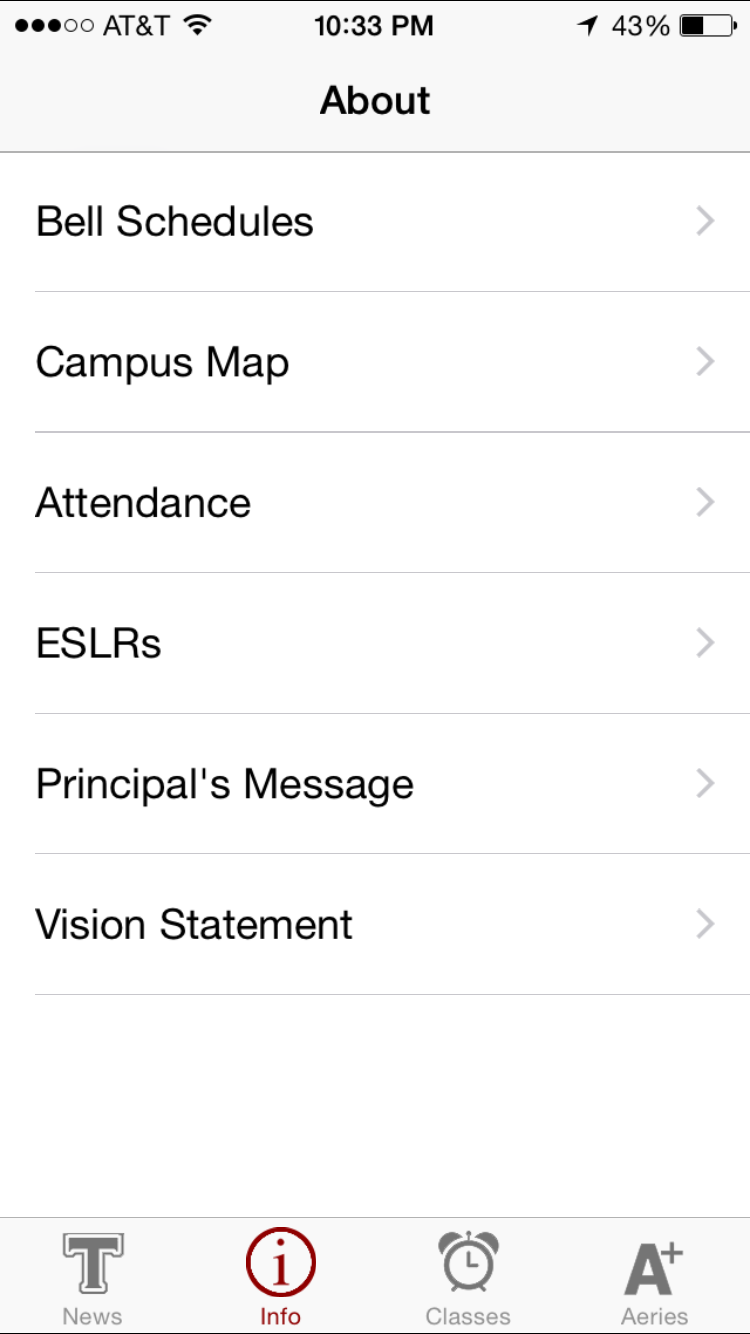 AT&T 10:33 PM 43%
About
Bell Schedules
Campus Map
Attendance
ESLRs
Principal's Message
Vision Statement
T i A+
News Info Classes Aeries